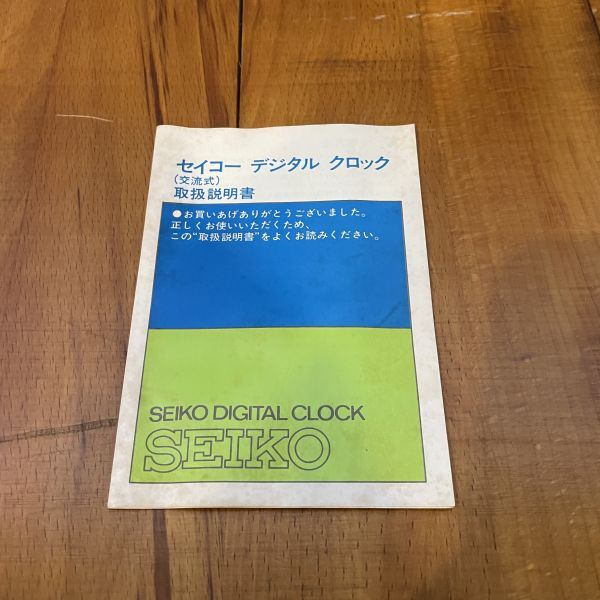 セイコー デジタル クロック
(交流式)
取扱説明書
●お買いあげありがとうございました。
正しくお使いいただくため、
この“取扱説明書”をよくお読みください。
SEIKO DIGITAL CLOCK
SEIKO